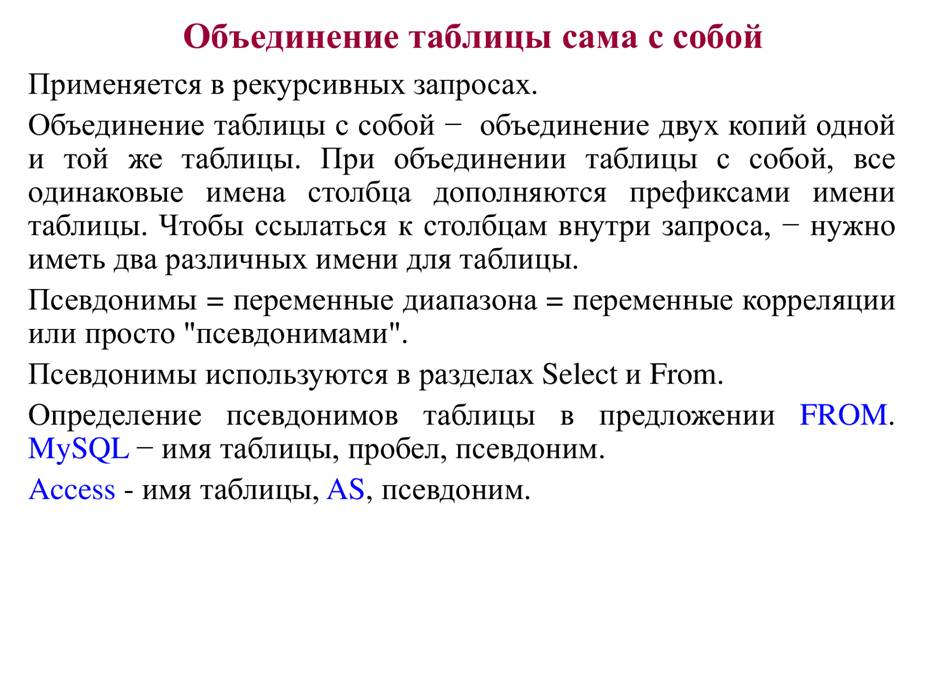 Объединение таблицы сама с собой
Применяется в рекурсивных запросах.
Объединение таблицы с собой −  объединение двух копий одной
и той же таблицы. При объединении таблицы с собой, все
одинаковые имена столбца дополняются префиксами имени
таблицы. Чтобы ссылаться к столбцам внутри запроса, − нужно
иметь два различных имени для таблицы.
Псевдонимы = переменные диапазона = переменные корреляции
или просто "псевдонимами".
Псевдонимы используются в разделах Select и From.
Определение псевдонимов таблицы в предложении FROM.
MySQL − имя таблицы, пробел, псевдоним.
Access - имя таблицы, AS, псевдоним.